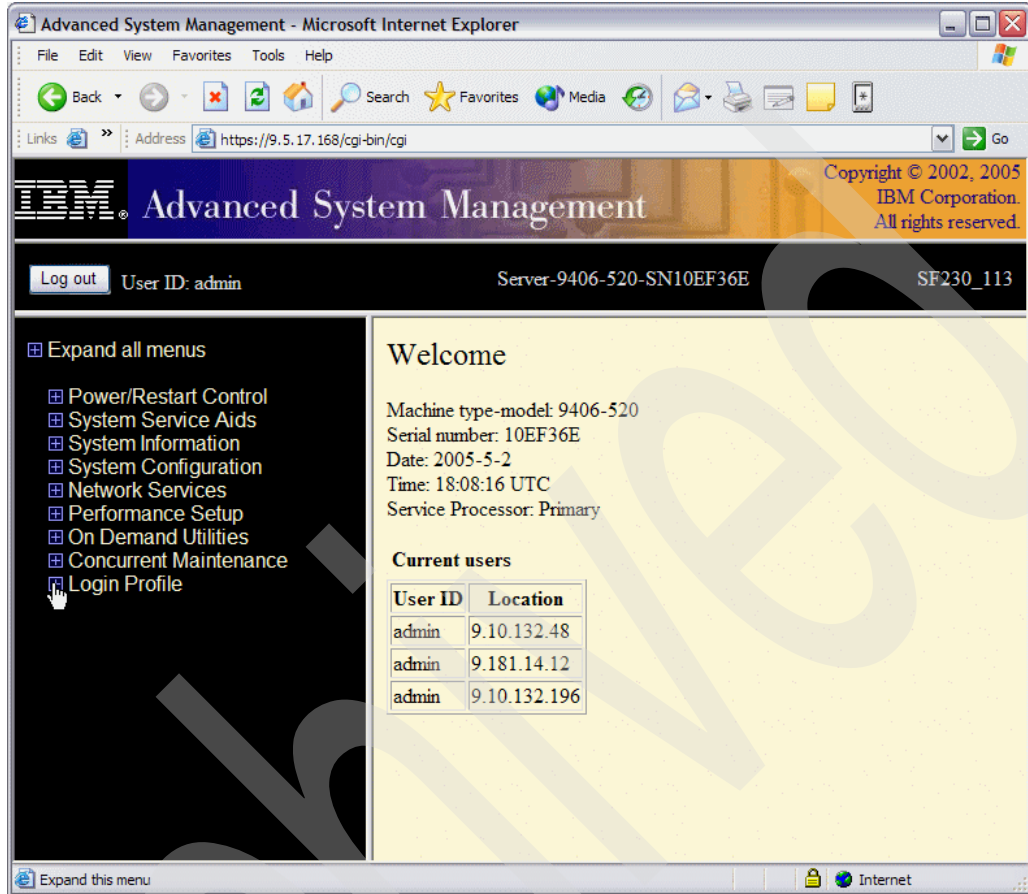 Advanced System Management - Microsoft Internet Explorer
File Edit View Favorites Tools Help
Back Search Favorites Media
Links » Address https://9.5.17.168/cgi-bin/cgi Go
IBM® Advanced System Management
Copyright © 2002, 2005
IBM Corporation.
All rights reserved.
Log out User ID: admin Server-9406-520-SN10EF36E SF230_113
Expand all menus
Power/Restart Control
System Service Aids
System Information
System Configuration
Network Services
Performance Setup
On Demand Utilities
Concurrent Maintenance
Login Profile
Welcome
Machine type-model: 9406-520
Serial number: 10EF36E
Date: 2005-5-2
Time: 18:08:16 UTC
Service Processor: Primary
Current users
User ID Location
admin 9.10.132.48
admin 9.181.14.12
admin 9.10.132.196
Expand this menu Internet